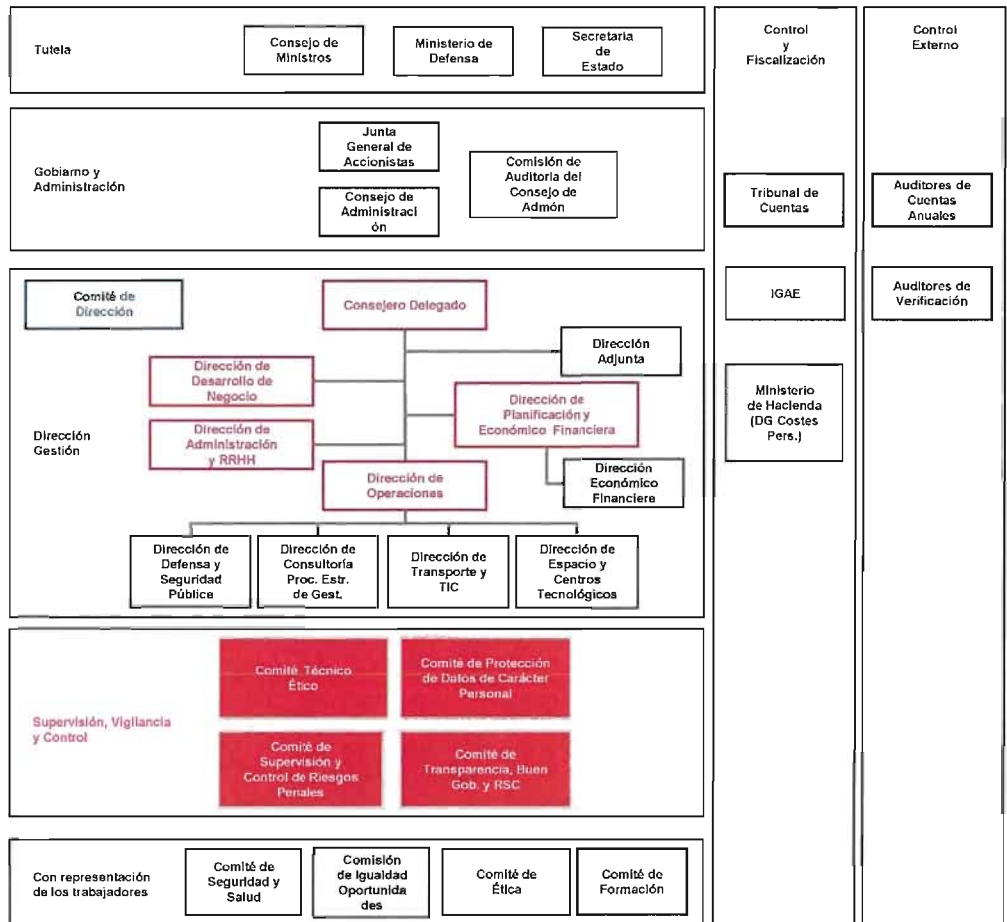 Tutela
Consejo de
Ministros
Ministerio de
Defensa
Secretaria
de
Estado
Control
y
Fiscalización
Control
Externo
Gobiarno y
Administración
Junta
General de
Accionistas
Consejo de
Administraci
ón
Comisión de
Auditoria del
Consejo de
Admón
Tribunal de
Cuentas
Auditores de
Cuentas
Anuales
Comité de
Dirección
Consejero Delegado
IGAE
Auditores de
Verificación
Dirección
Adjunta
Dirección de
Desarrollo de
Negocio
Dirección de
Planificación y
Económico Financiera
Ministerio
de Hacienda
(DG Costes
Pers.)
Dirección
Gestión
Dirección de
Administración
y RRHH
Dirección de
Operaciones
Dirección
Económico
Financiere
Dirección de
Defensa y
Seguridad
Público
Dirección de
Consultoría
Proc. Estr.
de Gest.
Dirección de
Transporte y
TIC
Dirección de
Espacio y
Centros
Tecnológicos
Supervisión, Vigilancia
y Control
Comité Técnico
Ético
Comité de Protección
de Datos de Carácter
Personal
Comité de
Supervisión y
Control de Riesgos
Penales
Comité de
Transparencia, Buen
Gob. y RSC
Con representación
de los trabajadores
Comité de
Seguridad y
Salud
Comisión
de Igualdad
Oportunida
des
Comité de
Ética
Comité de
Formación